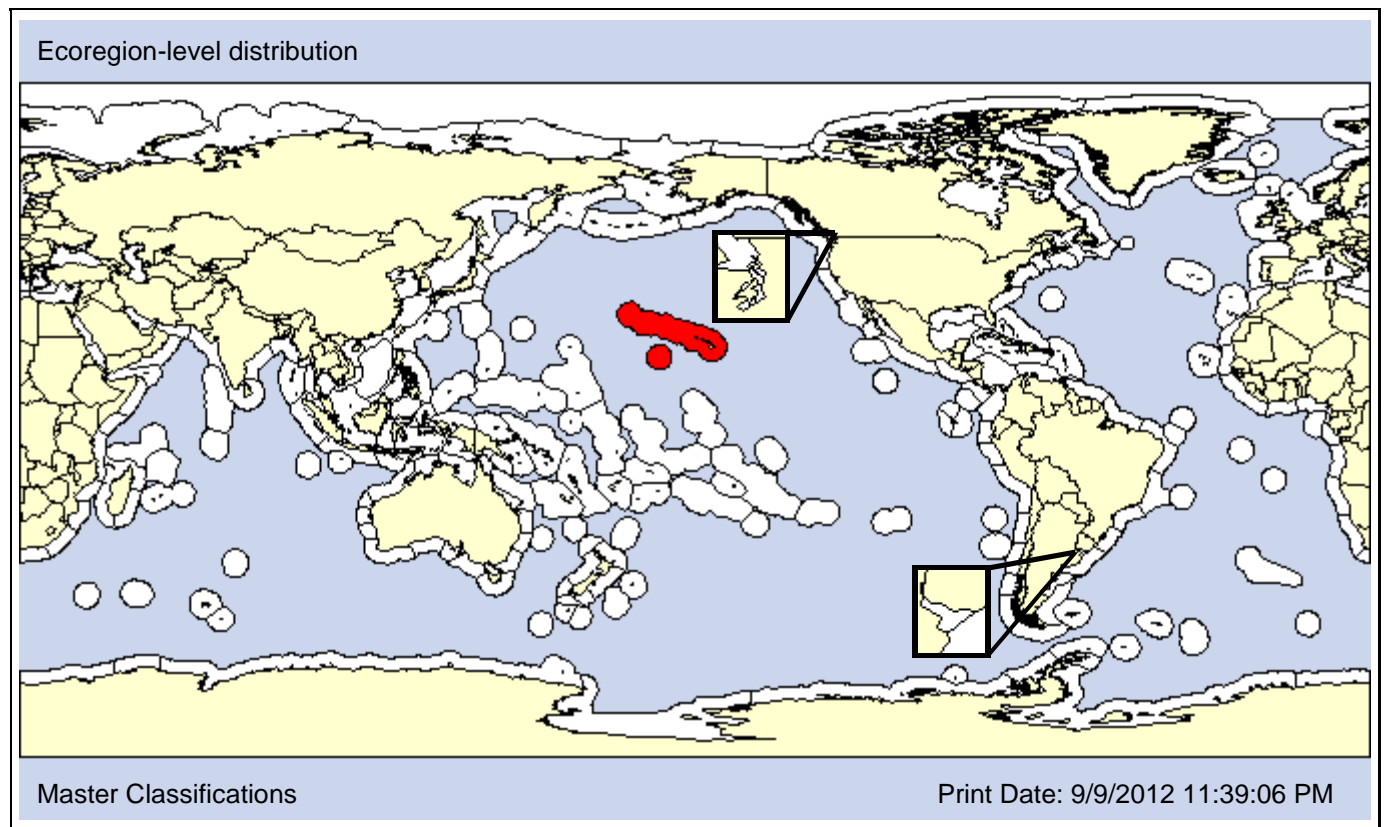 Ecoregion-level distribution
Master Classifications
Print Date: 9/9/2012 11:39:06 PM